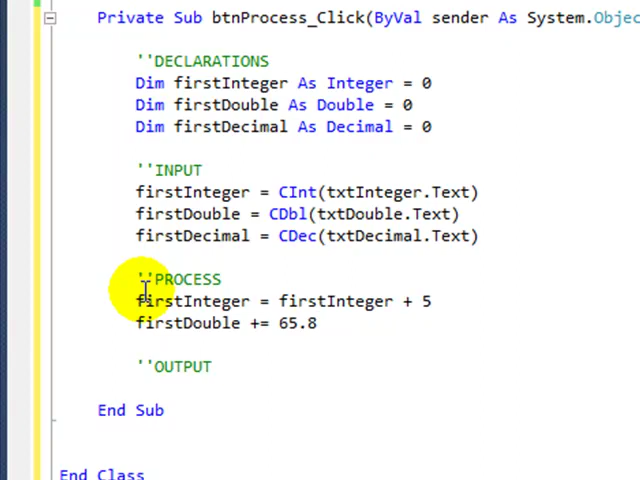 Private Sub btnProcess_Click(ByVal sender As System.Objec
''DECLARATIONS
Dim firstInteger As Integer = 0
Dim firstDouble As Double = 0
Dim firstDecimal As Decimal = 0
''INPUT
firstInteger = CInt(txtInteger.Text)
firstDouble = CDbl(txtDouble.Text)
firstDecimal = CDec(txtDecimal.Text)
''PROCESS
firstInteger = firstInteger + 5
firstDouble += 65.8
''OUTPUT
End Sub
End Class